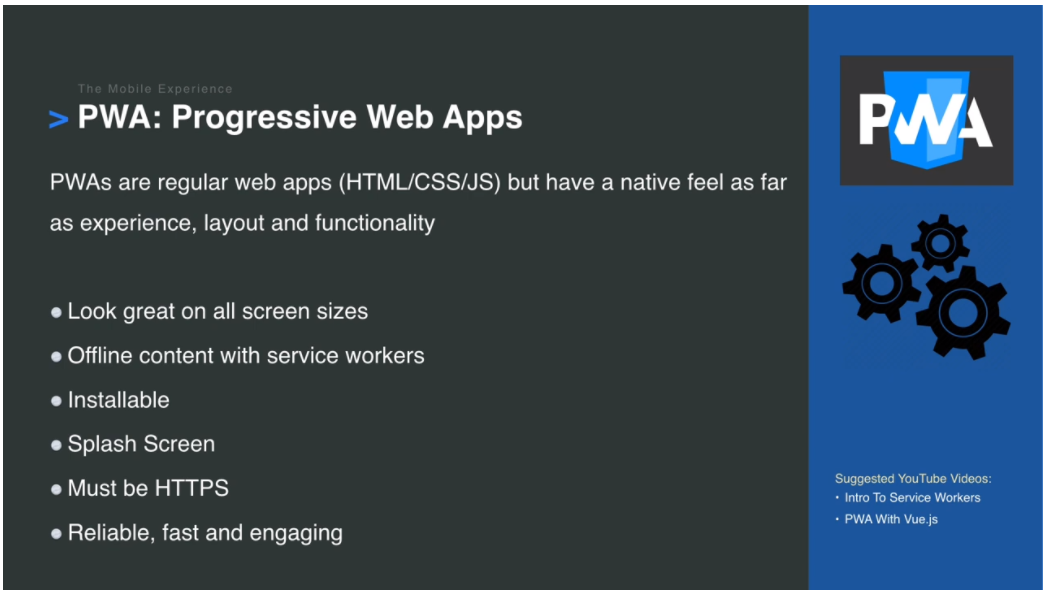 The Mobile Experience
> PWA: Progressive Web Apps
PWAs are regular web apps (HTML/CSS/JS) but have a native feel as far
as experience, layout and functionality
● Look great on all screen sizes
● Offline content with service workers
● Installable
● Splash Screen
● Must be HTTPS
● Reliable, fast and engaging
PWA
Suggested YouTube Videos:
• Intro To Service Workers
• PWA With Vue.js